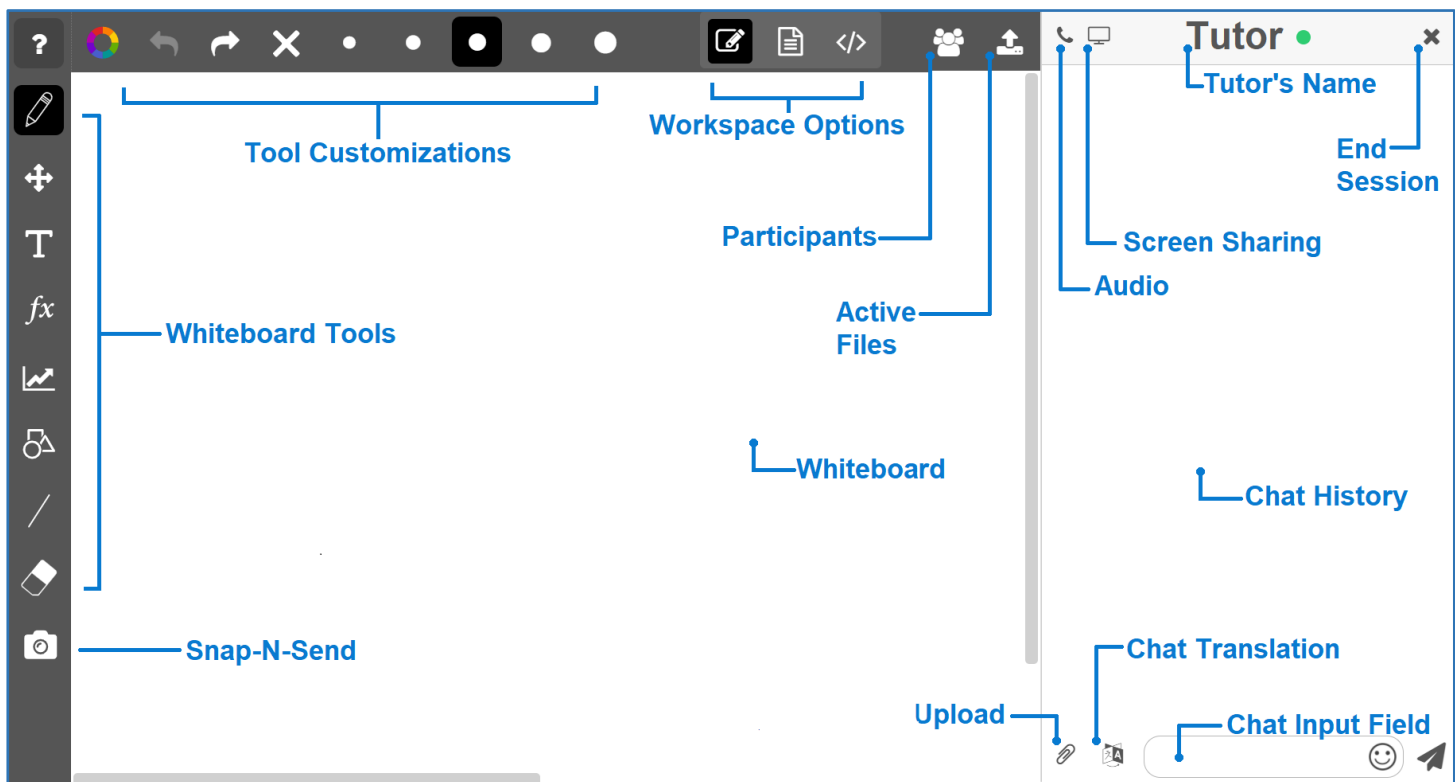 ?
</>
Tutor
Tutor's Name
Workspace Options
Tool Customizations
End
Session
Participants
Screen Sharing
Audio
T
fx
Active
Files
Whiteboard Tools
Whiteboard
Chat History
Snap-N-Send
Chat Translation
Upload
Chat Input Field
A